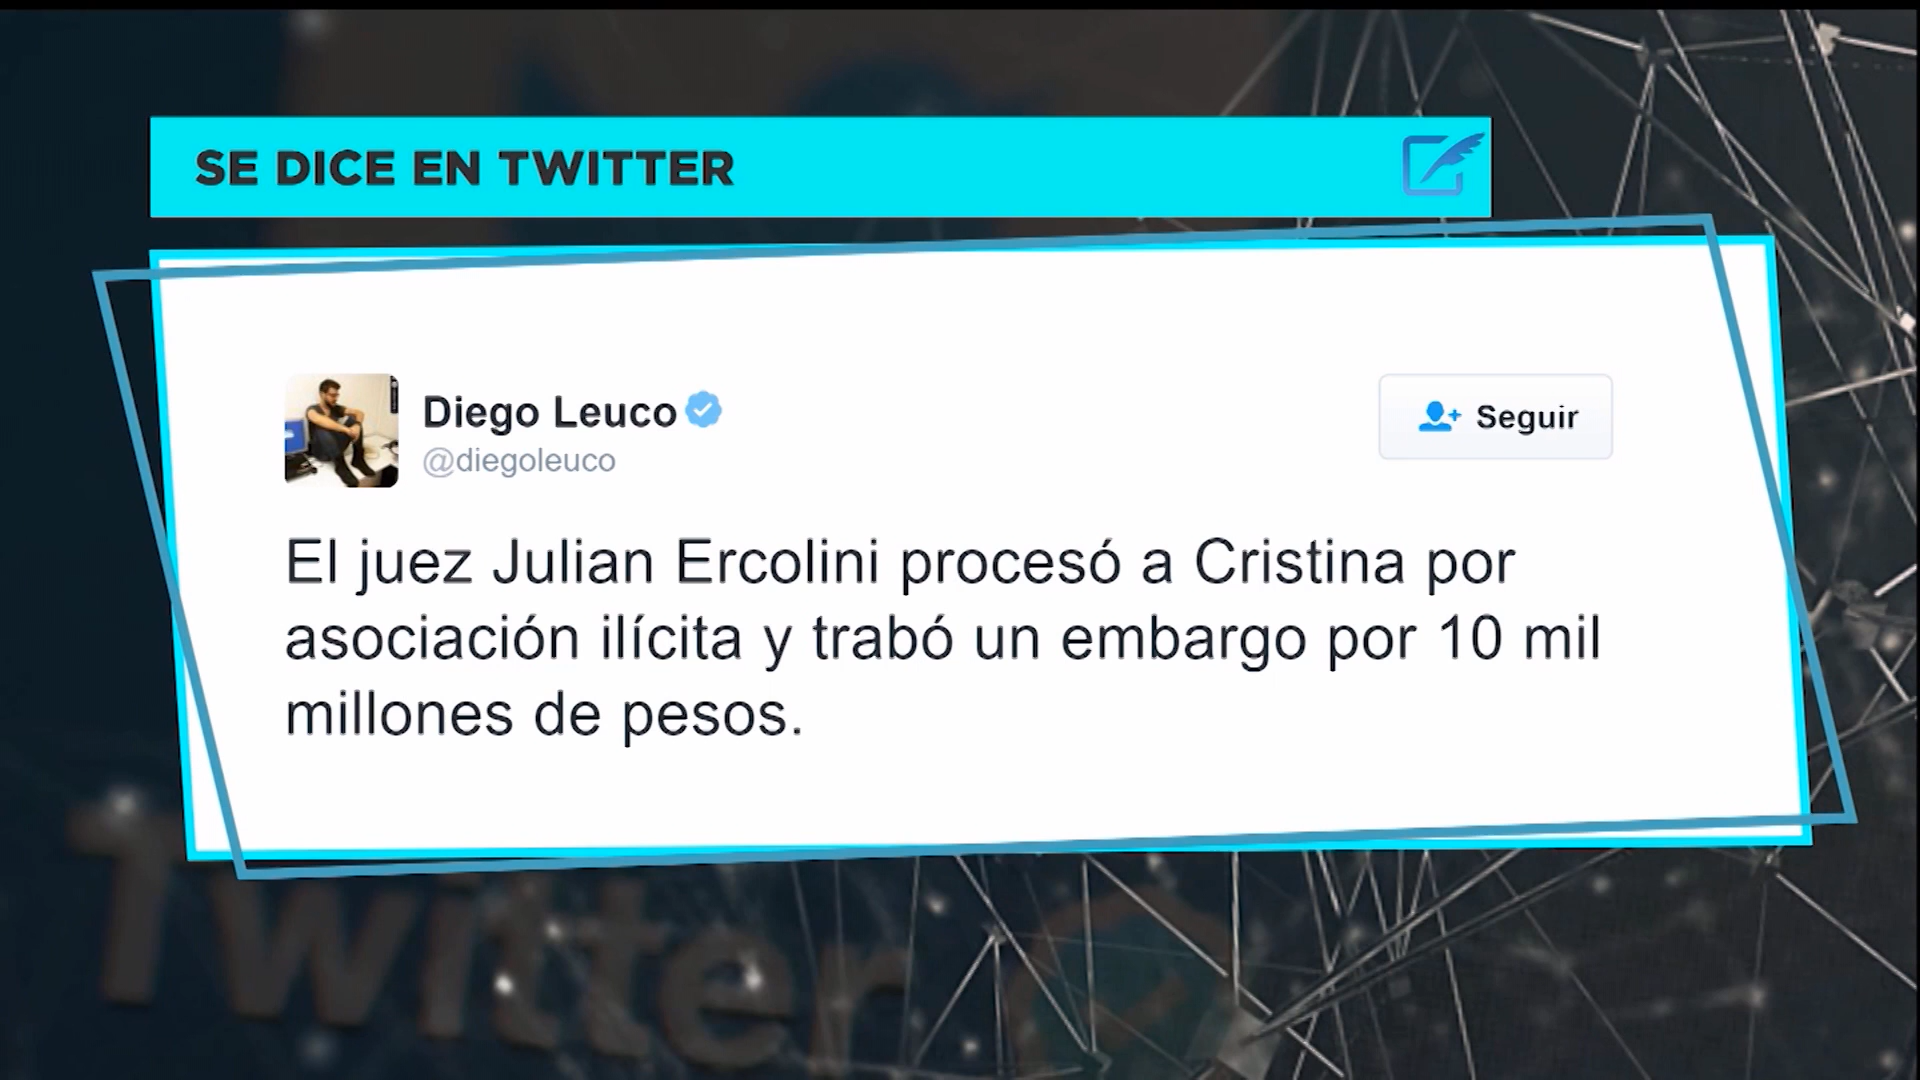 SE DICE EN TWITTER
Diego Leuco
@diegoleuco
Seguir
El juez Julian Ercolini procesó a Cristina por
asociación ilícita y trabó un embargo por 10 mil
millones de pesos.
Twitter